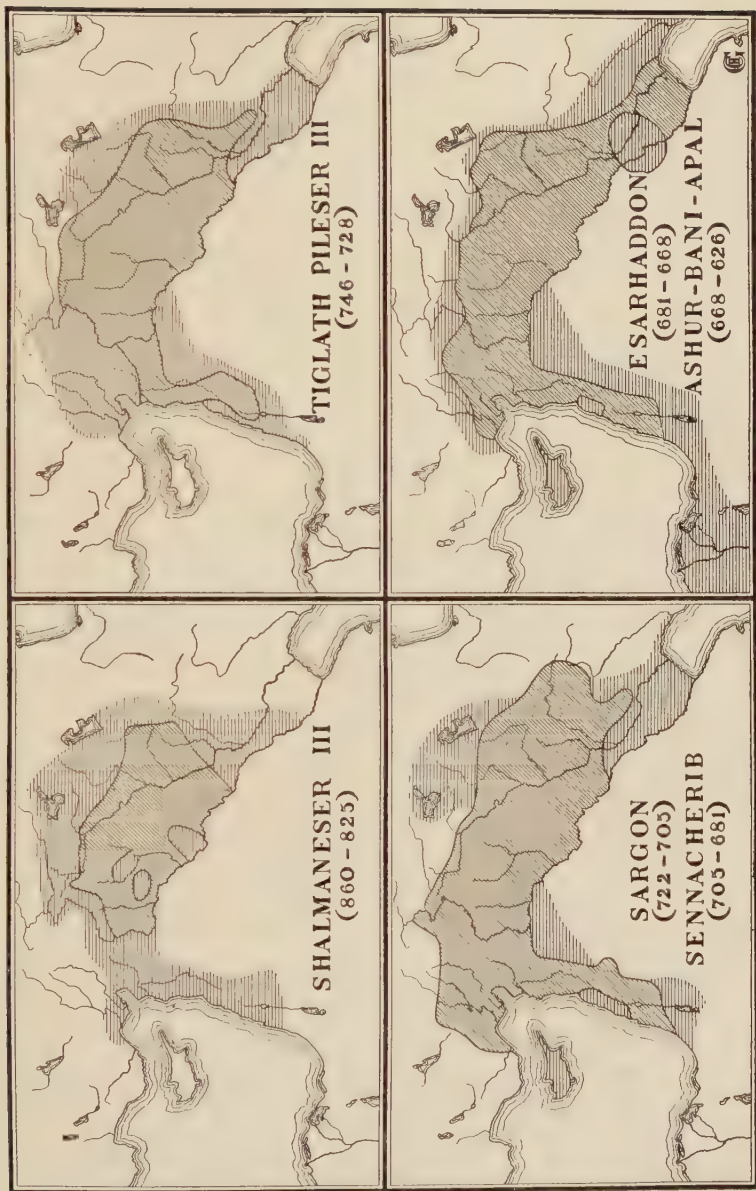 SHALMANESER III
(860-825)
TIGLATH PILESER III
(746-728)
SARGON
(722-705)
SENNACHERIB
(705-681)
ESARHADDON
(681-668)
ASHUR-BANI-APAL
(668-626)